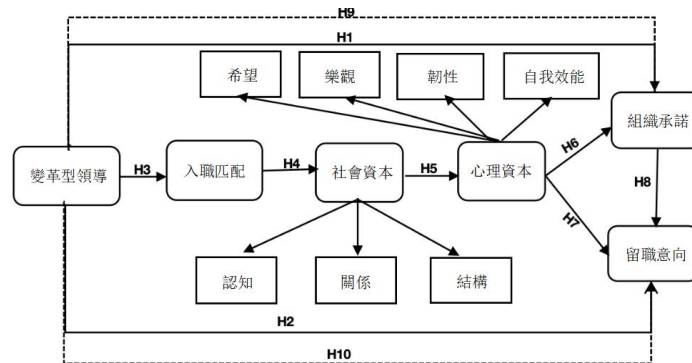 H9
H1
希望
樂觀
韌性
自我效能
組織承諾
H6
H3
H4
H5
H8
變革型領導
入職匹配
社會資本
心理資本
H7
留職意向
認知
關係
結構
H2
H10